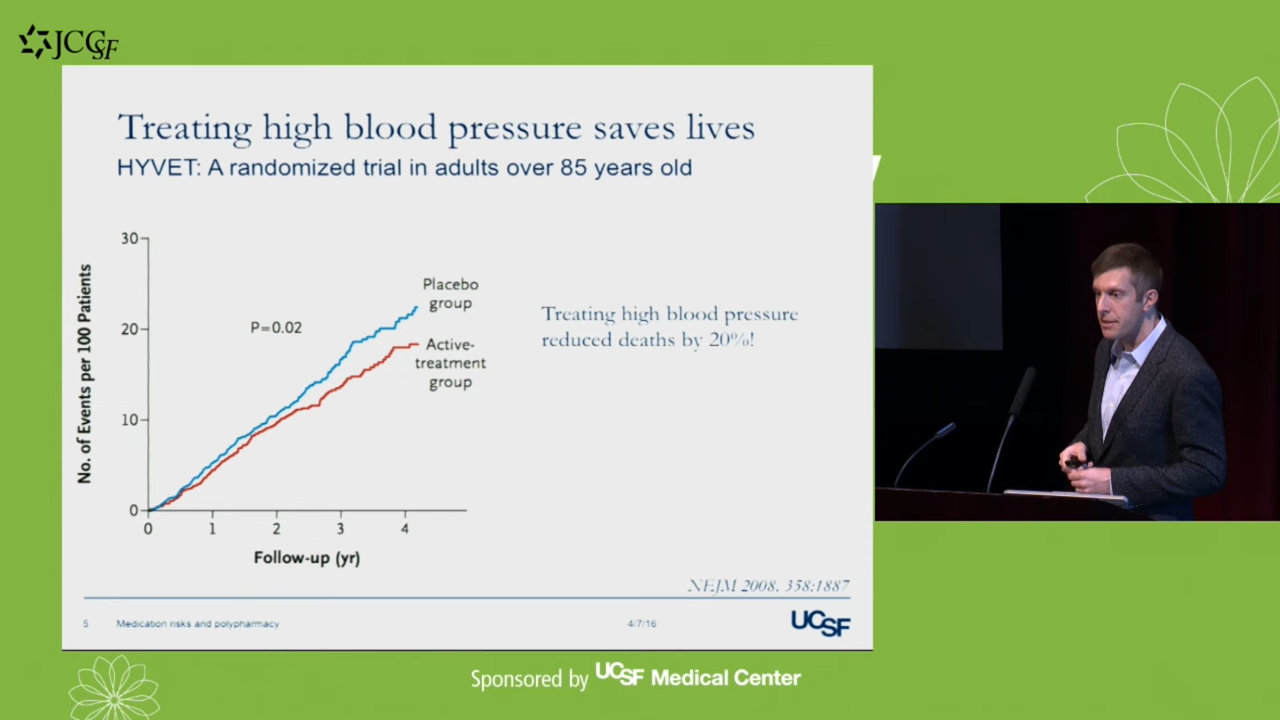 JCCSF
Treating high blood pressure saves lives
HYVET: A randomized trial in adults over 85 years old
No. of Events per 100 Patients
30
20
10
0
P=0.02
Placebo
group
Active-
treatment
group
0 1 2 3 4
Follow-up (yr)
Treating high blood pressure
reduced deaths by 20%!
NEJM 2008, 358:1887
5 Medication risks and polypharmacy 4/7/16 UCSF
Sponsored by UCSF Medical Center